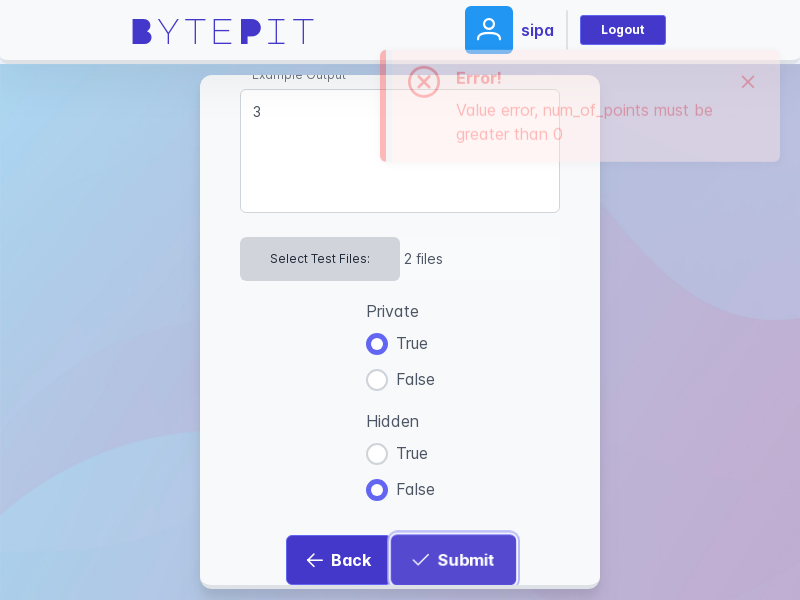 BYTEPIT
sipa
Logout
Example Output
Error!
Value error, num_of_points must be
greater than 0
3
Select Test Files:
2 files
Private
True
False
Hidden
True
False
Back
Submit